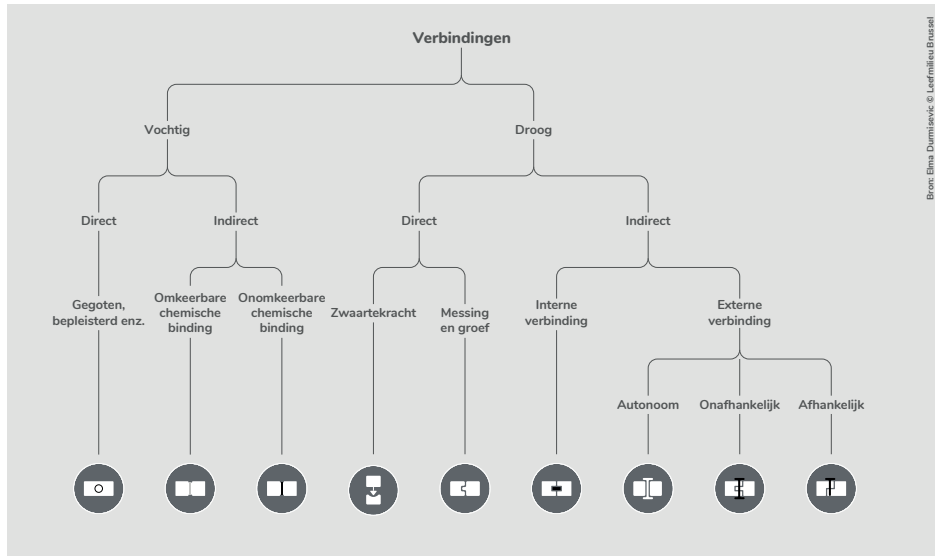 Verbindingen
Vochtig
Droog
Direct
Indirect
Direct
Indirect
Gegoten,
bepleisterd enz.
Omkeerbare
chemische
binding
Onomkeerbare
chemische
binding
Zwaartekracht
Messing
en groef
Interne
verbinding
Externe
verbinding
Autonoom
Onafhankelijk
Afhankelijk
Bron: Elma Durmisevic © Leefmilieu Brussel